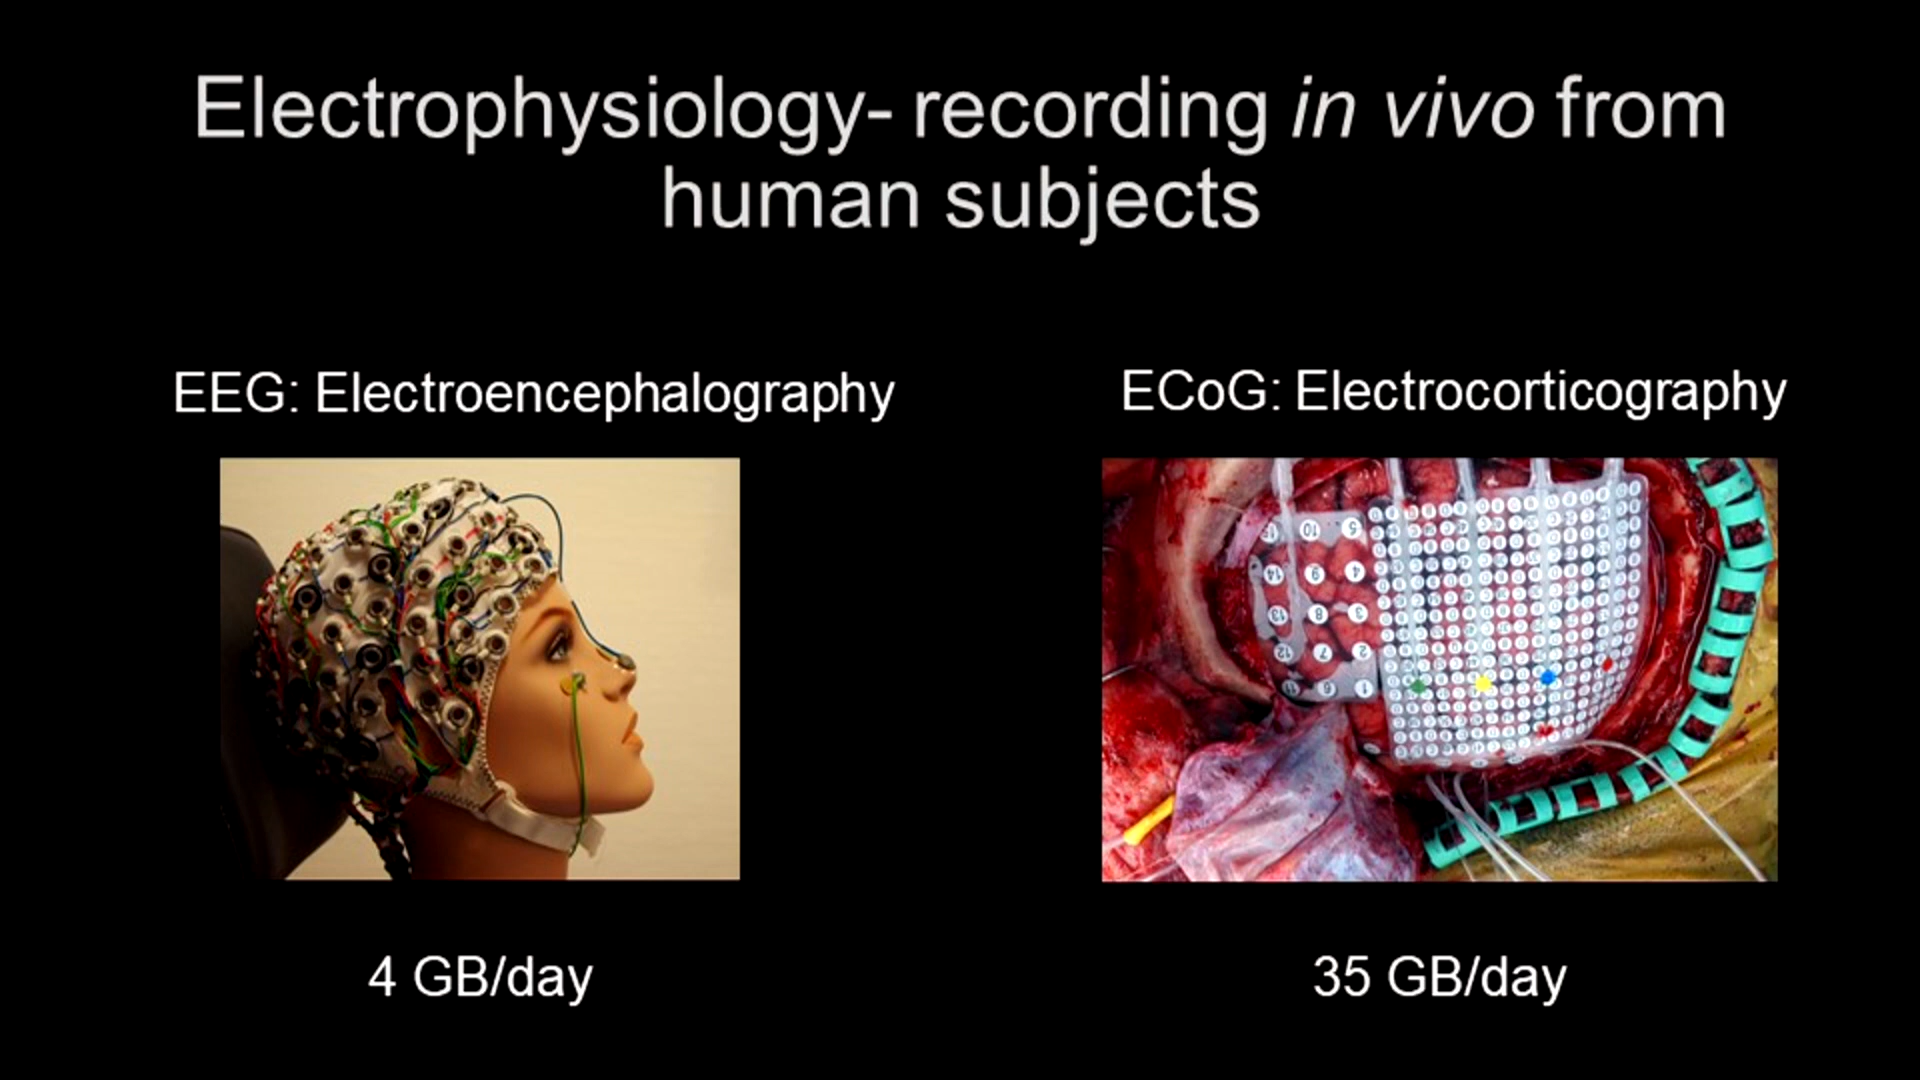 Electrophysiology- recording in vivo from
human subjects
EEG: Electroencephalography
ECoG: Electrocorticography
4 GB/day
35 GB/day